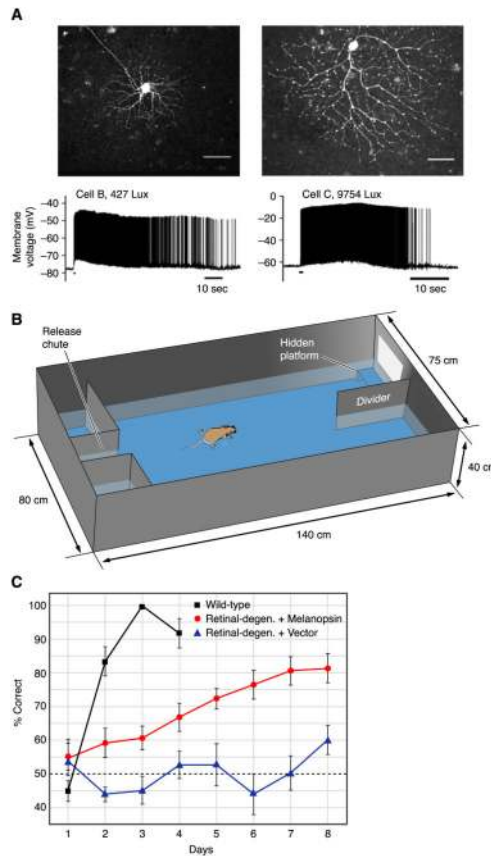 A
Cell B, 427 Lux
Cell C, 9754 Lux
Membrane
voltage (mV)
−40
−50
−60
−70
−80
10 sec
0
−20
−40
−60
10 sec
B
Release
chute
Hidden
platform
Divider
75 cm
40 cm
80 cm
140 cm
C
Wild-type
Retinal-degen. + Melanopsin
Retinal-degen. + Vector
% Correct
100
90
80
70
60
50
40
1 2 3 4 5 6 7 8
Days